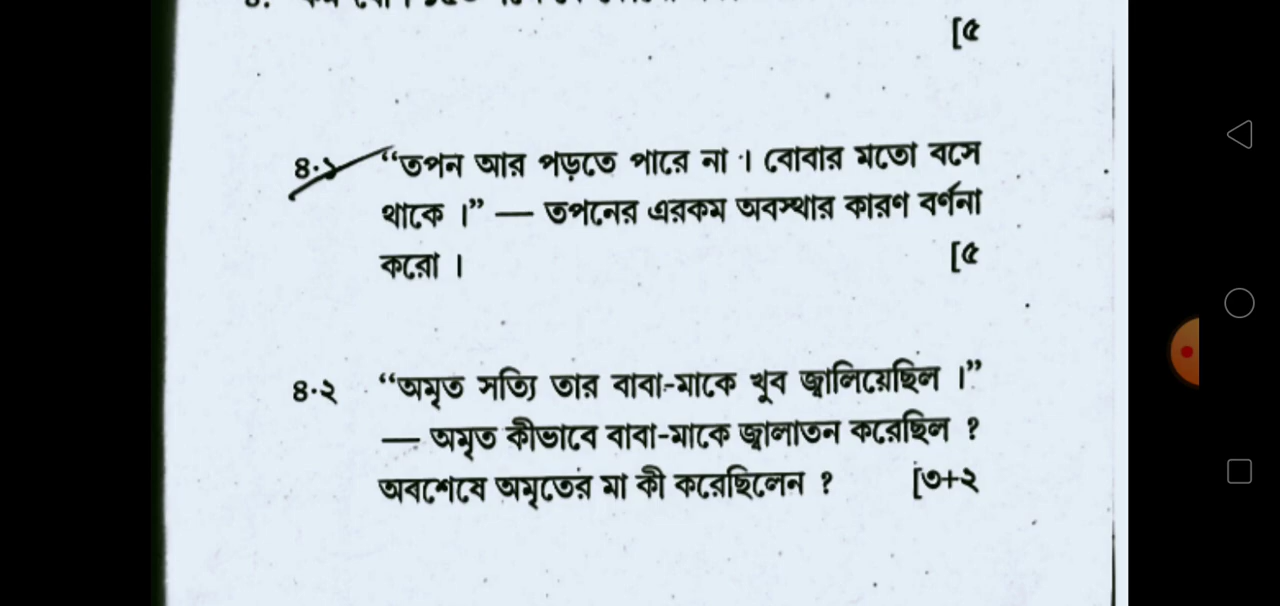 [৫
৪·১ “তপন আর পড়তে পারে না । বোবার মতো বসে
থাকে ।” — তপনের এরকম অবস্থার কারণ বর্ণনা
করো । [৫
৪·২ “অমৃত সত্যি তার বাবা-মাকে খুব জ্বালিয়েছিল ।”
— অমৃত কীভাবে বাবা-মাকে জ্বালাতন করেছিল ?
অবশেষে অমৃতের মা কী করেছিলেন ? [৩+২